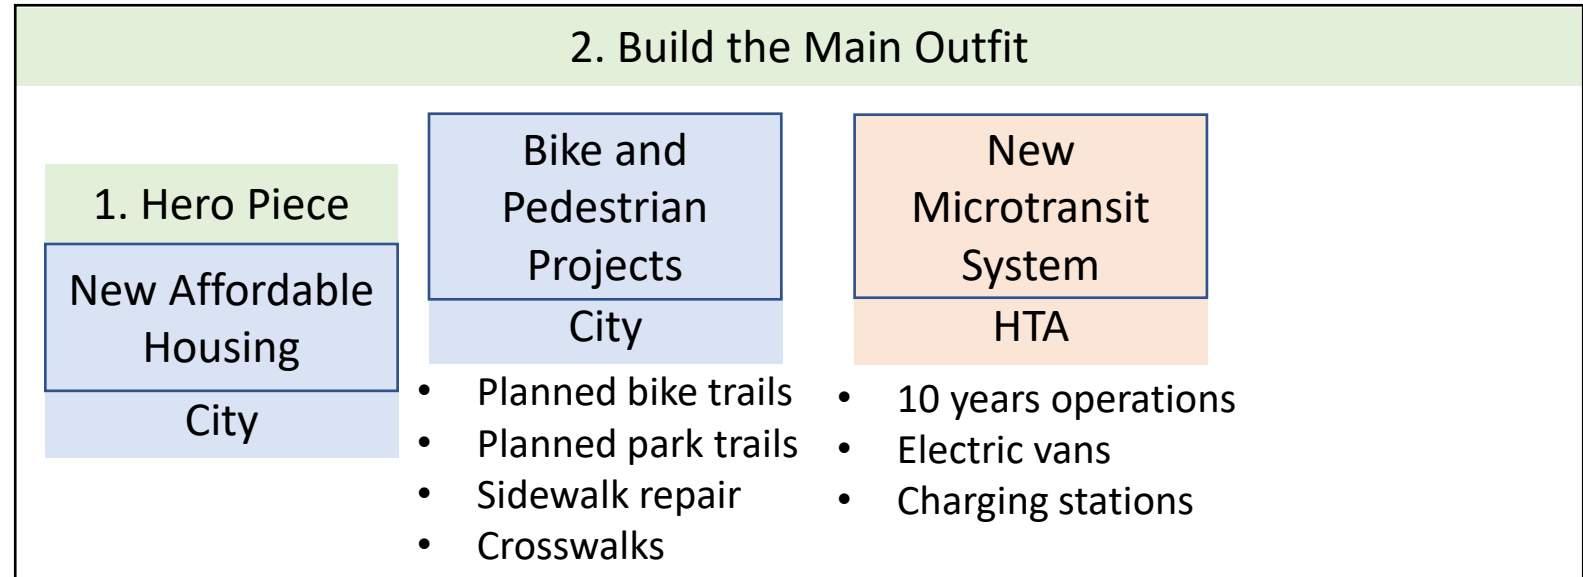 2. Build the Main Outfit
1. Hero Piece
New Affordable
Housing
City
Bike and
Pedestrian
Projects
City
• Planned bike trails
• Planned park trails
• Sidewalk repair
• Crosswalks
New
Microtransit
System
HTA
• 10 years operations
• Electric vans
• Charging stations